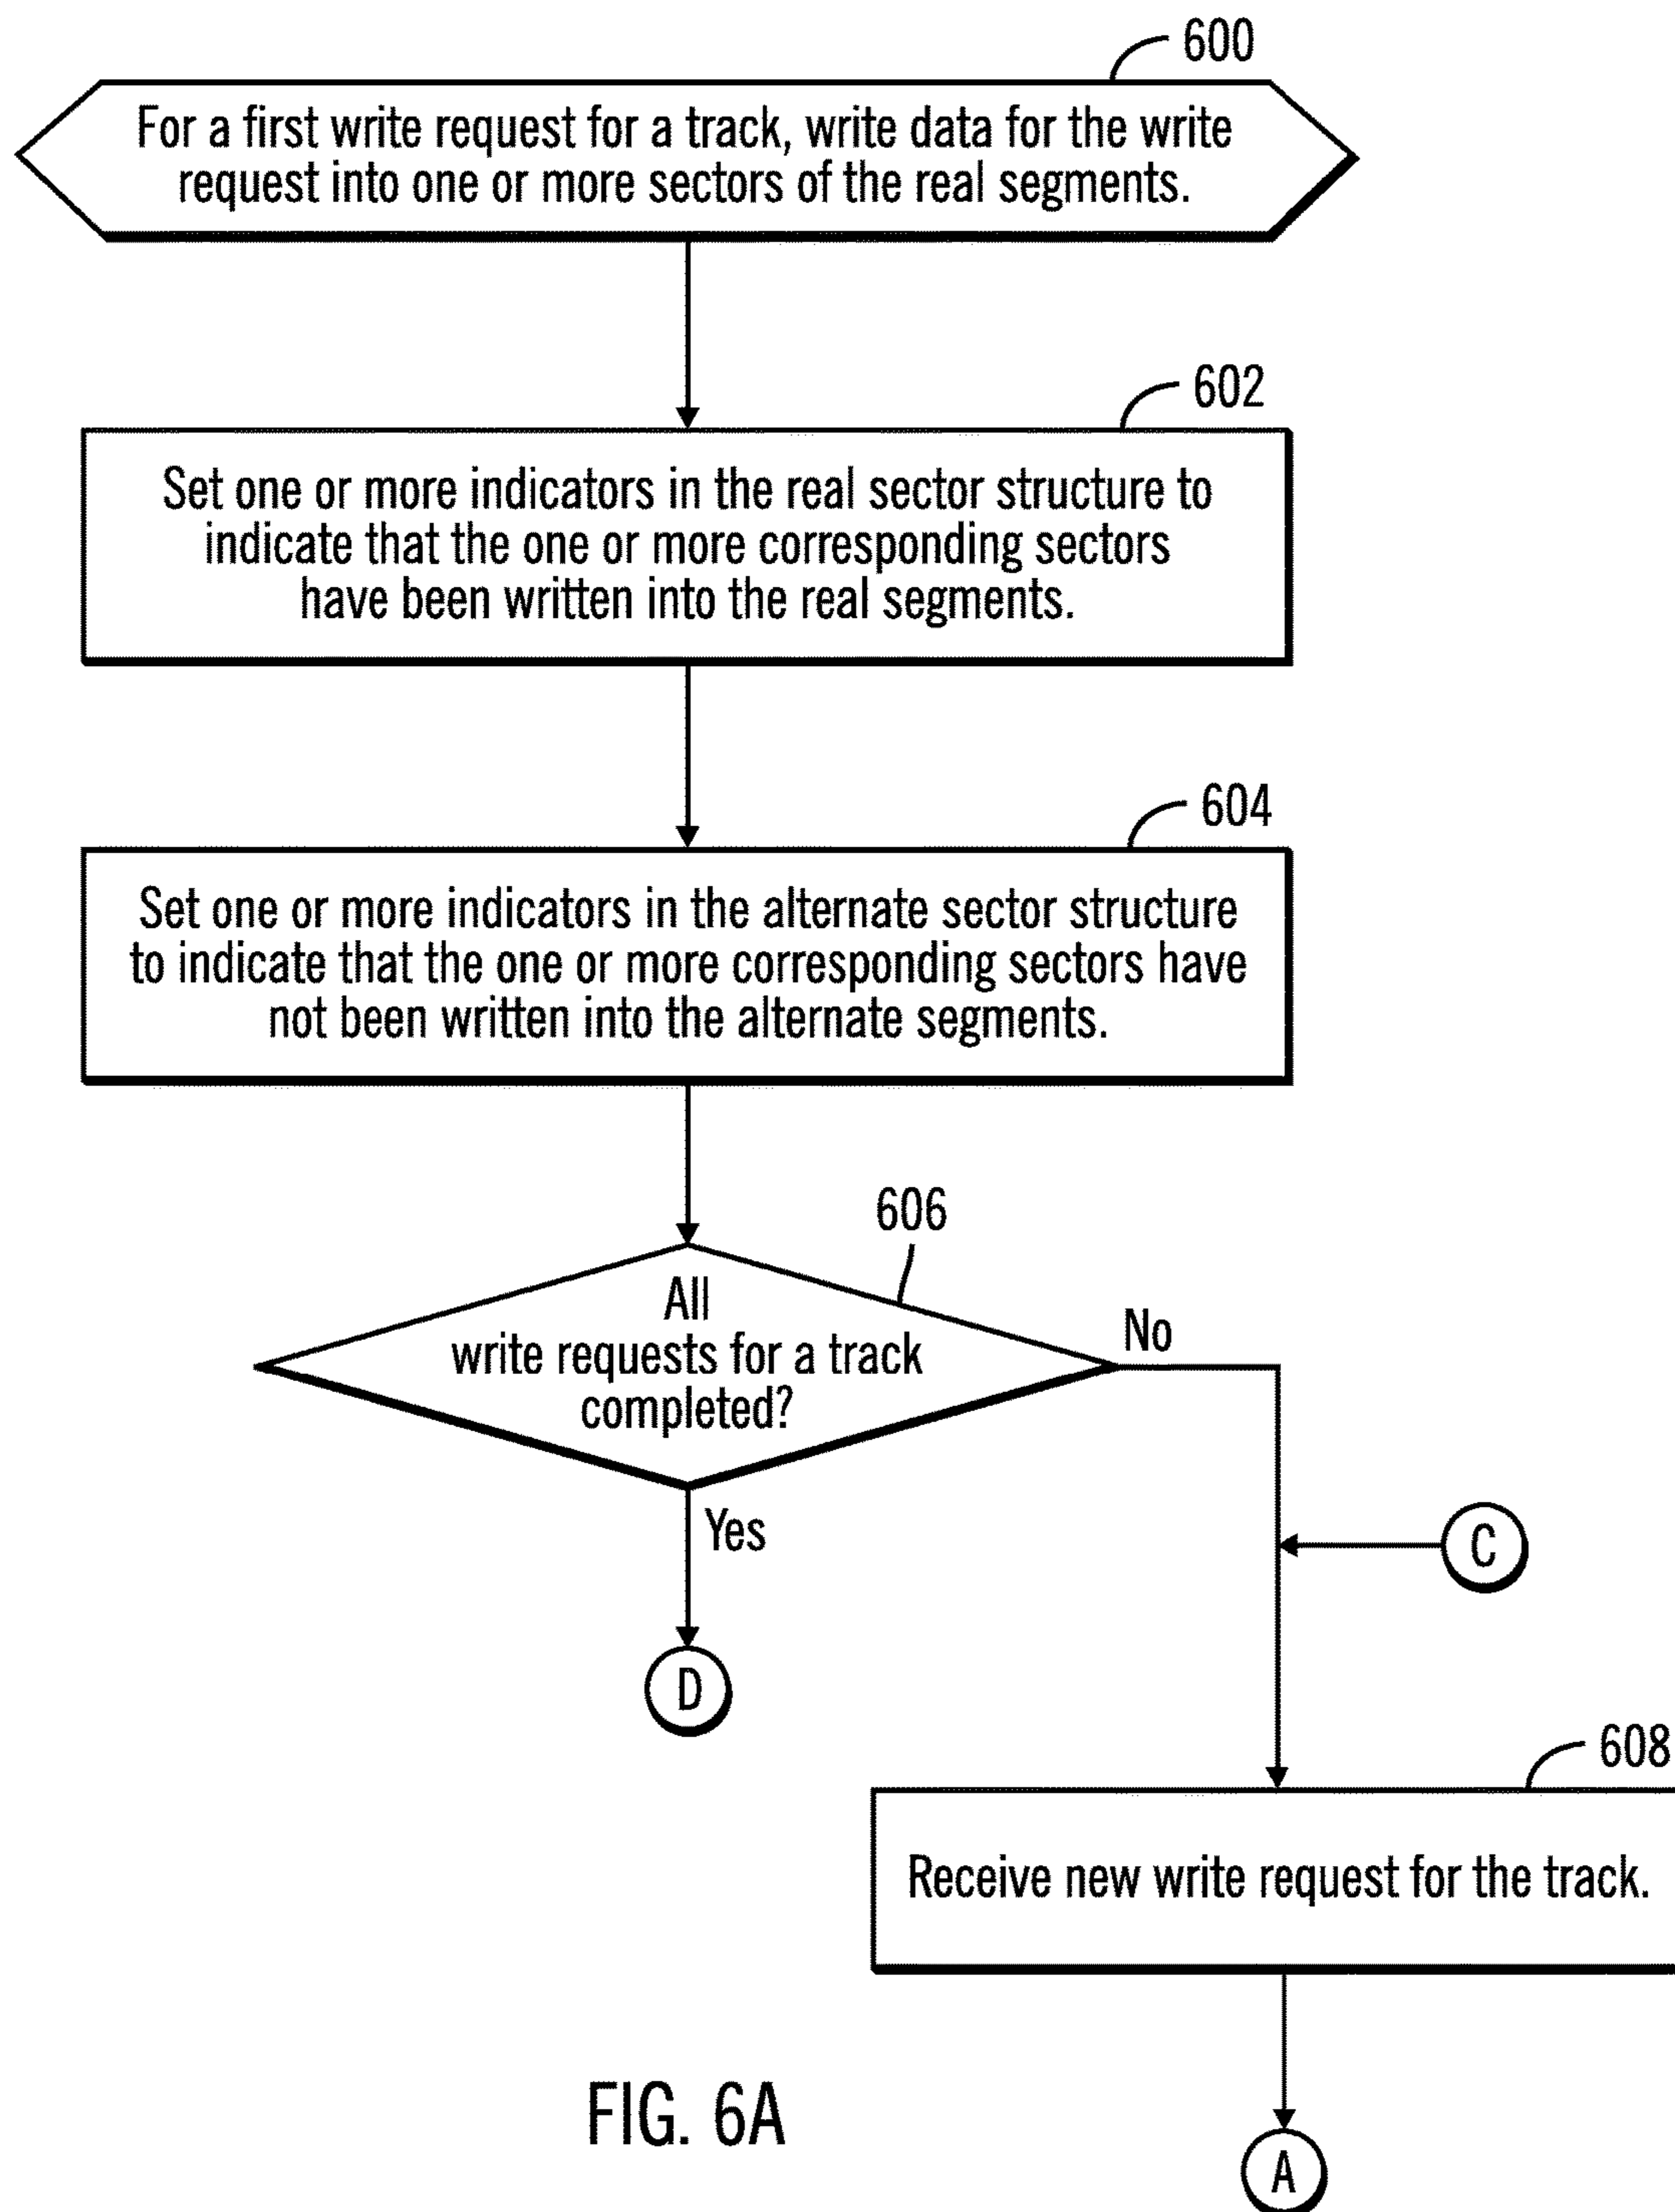 600
For a first write request for a track, write data for the write
request into one or more sectors of the real segments.
602
Set one or more indicators in the real sector structure to
indicate that the one or more corresponding sectors
have been written into the real segments.
604
Set one or more indicators in the alternate sector structure
to indicate that the one or more corresponding sectors have
not been written into the alternate segments.
606
All
write requests for a track
completed?
No
Yes
C
D
608
Receive new write request for the track.
FIG. 6A
A